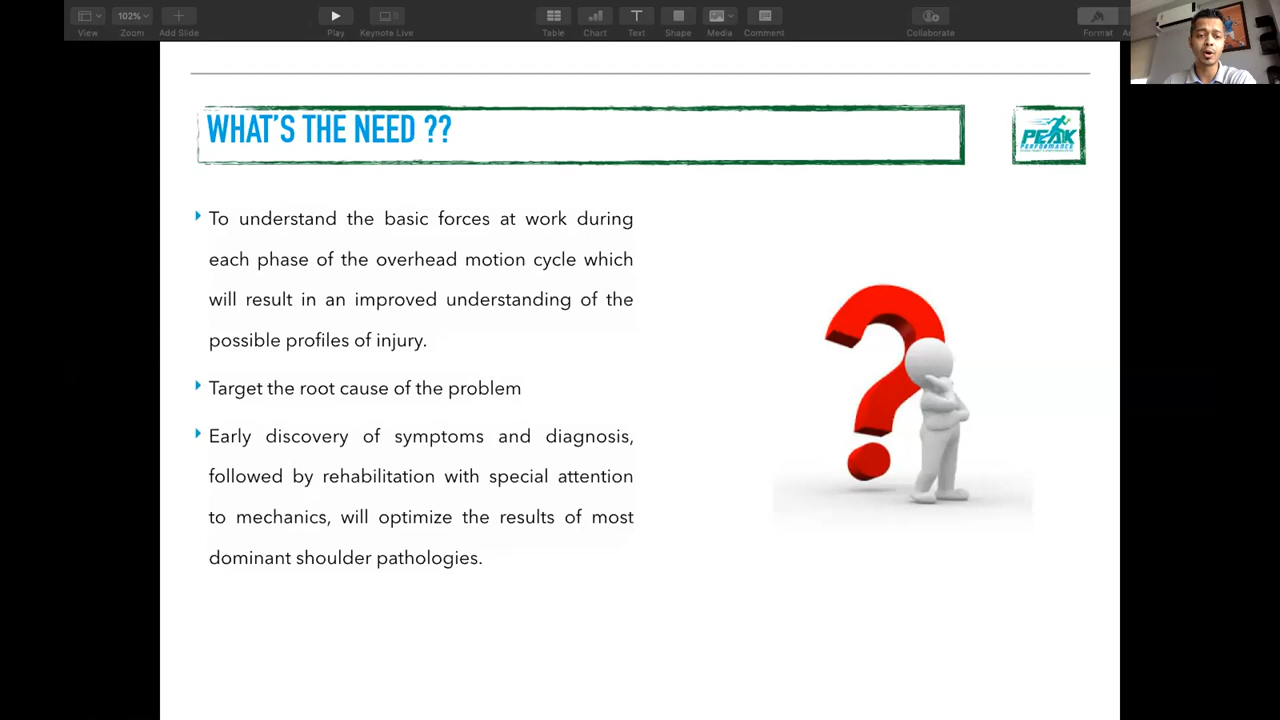 102%
View
Zoom
Add Slide
Play
Keynote Live
Table
Chart
Text
Shape
Media
Comment
Collaborate
Format
WHAT'S THE NEED ??
PEAK
PERFORMANCE
To understand the basic forces at work during
each phase of the overhead motion cycle which
will result in an improved understanding of the
possible profiles of injury.
Target the root cause of the problem
Early discovery of symptoms and diagnosis,
followed by rehabilitation with special attention
to mechanics, will optimize the results of most
dominant shoulder pathologies.